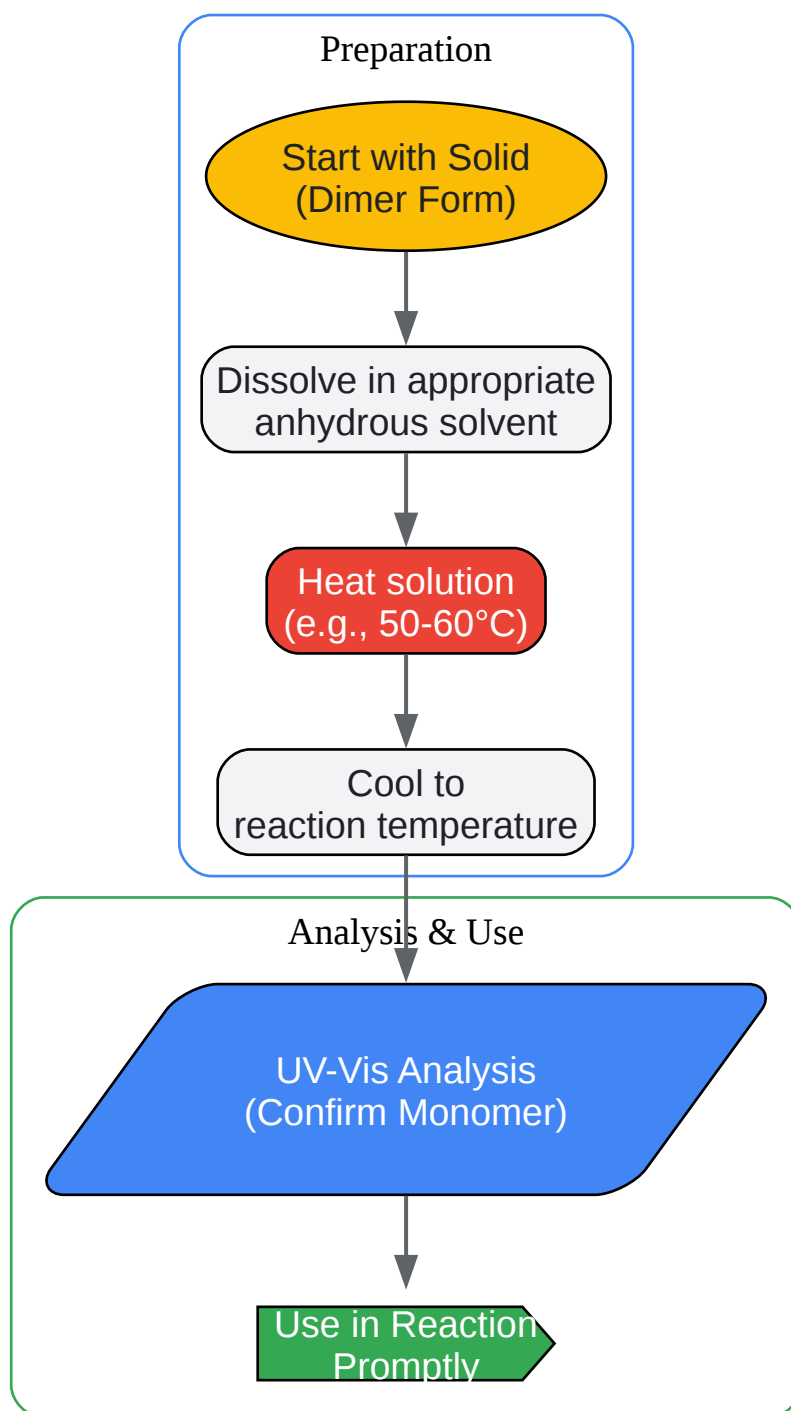 Preparation
Start with Solid
(Dimer Form)
Dissolve in appropriate
anhydrous solvent
Heat solution
(e.g., 50-60°C)
Cool to
reaction temperature
Analysis & Use
UV-Vis Analysis
(Confirm Monomer)
Use in Reaction
Promptly